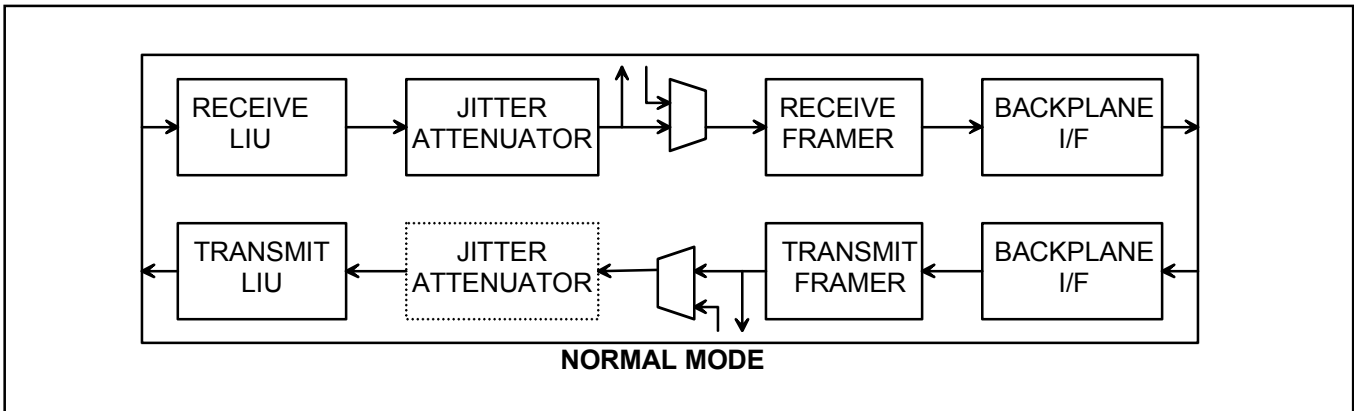 RECEIVE
LIU
JITTER
ATTENUATOR
RECEIVE
FRAMER
BACKPLANE
I/F
TRANSMIT
LIU
JITTER
ATTENUATOR
TRANSMIT
FRAMER
BACKPLANE
I/F
NORMAL MODE